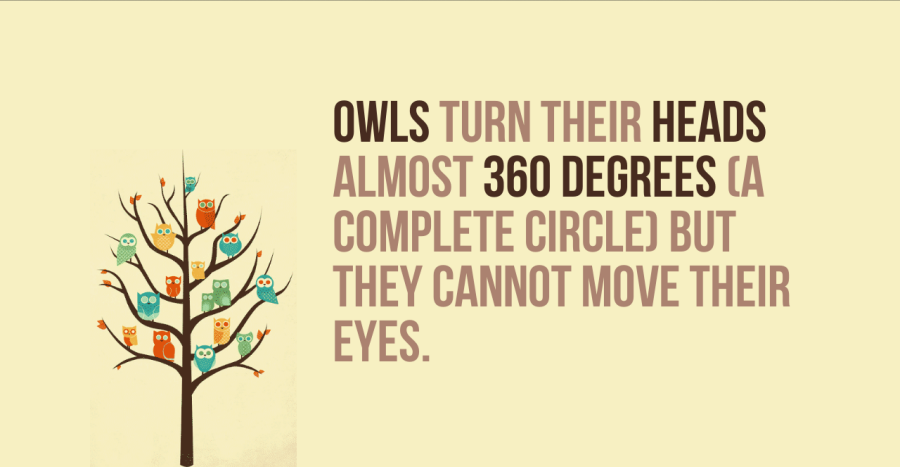 OWLS TURN THEIR HEADS
ALMOST 360 DEGREES (A
COMPLETE CIRCLE) BUT
THEY CANNOT MOVE THEIR
EYES.